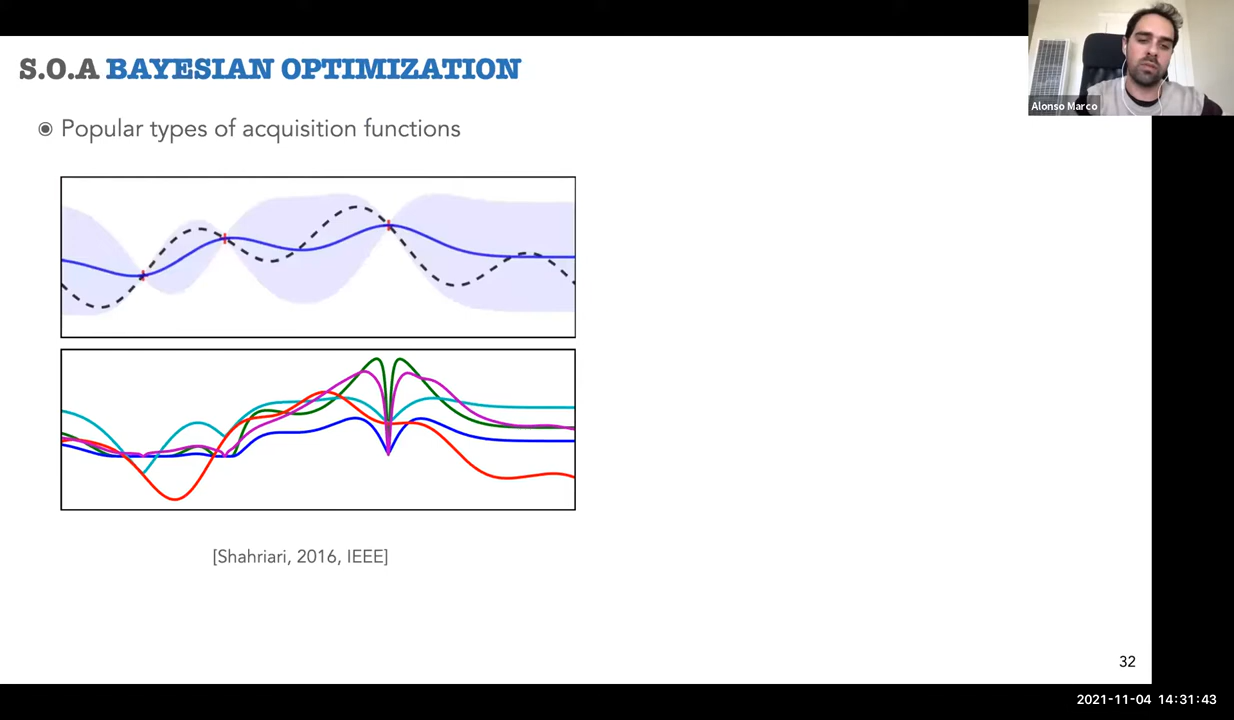 S.O.A BAYESIAN OPTIMIZATION
Alonso Marco
Popular types of acquisition functions
[Shahriari, 2016, IEEE]
32
2021-11-04 14:31:43